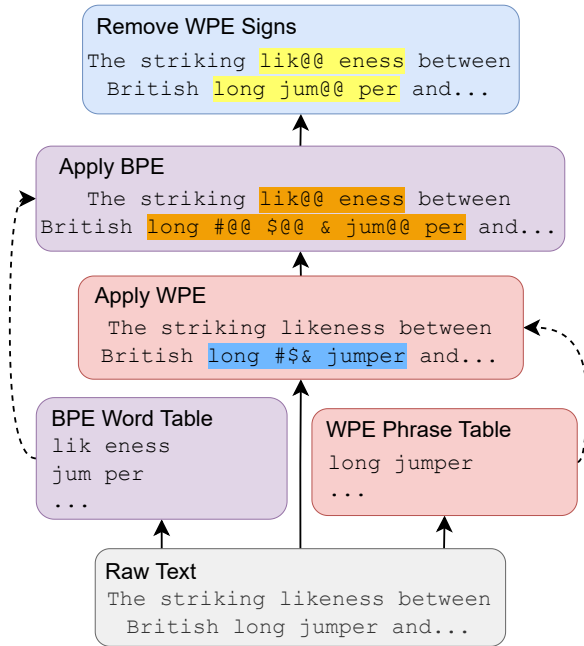 Remove WPE Signs
The striking lik@@ eness between
British long jum@@ per and...
Apply BPE
The striking lik@@ eness between
British long #@@ $@@ & jum@@ per and...
Apply WPE
The striking likeness between
British long #$& jumper and...
BPE Word Table
lik eness
jum per
...
WPE Phrase Table
long jumper
...
Raw Text
The striking likeness between
British long jumper and...